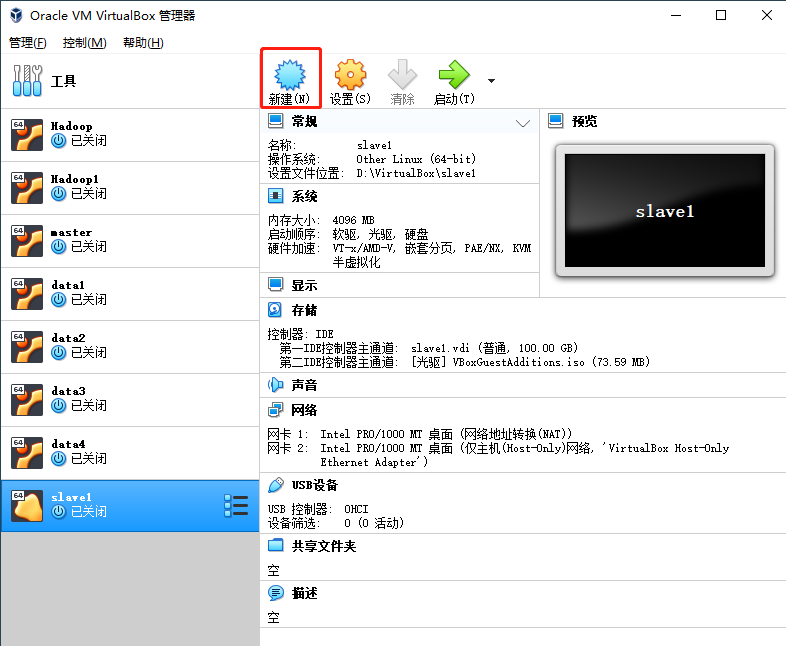 Oracle VM VirtualBox 管理器
管理(F) 控制(M) 帮助(H)
工具
新建(N) 设置(S) 清除 启动(T)
Hadoop
已关闭
Hadoop1
已关闭
master
已关闭
data1
已关闭
data2
已关闭
data3
已关闭
data4
已关闭
slave1
已关闭
常规
名称: slave1
操作系统: Other Linux (64-bit)
设置文件位置: D:\VirtualBox\slave1
系统
内存大小: 4096 MB
启动顺序: 软驱, 光驱, 硬盘
硬件加速: VT-x/AMD-V, 嵌套分页, PAE/NX, KVM
半虚拟化
显示
存储
控制器: IDE
第一IDE控制器主通道: slave1.vdi (普通, 100.00 GB)
第二IDE控制器主通道: [光驱] VBoxGuestAdditions.iso (73.59 MB)
声音
网络
网卡 1: Intel PRO/1000 MT 桌面 (网络地址转换(NAT))
网卡 2: Intel PRO/1000 MT 桌面 (仅主机(Host-Only)网络, 'VirtualBox Host-Only
Ethernet Adapter')
USB设备
USB 控制器: OHCI
设备筛选: 0 (0 活动)
共享文件夹
空
描述
空
预览
slave1
64
64
64
64
64
64
64
64